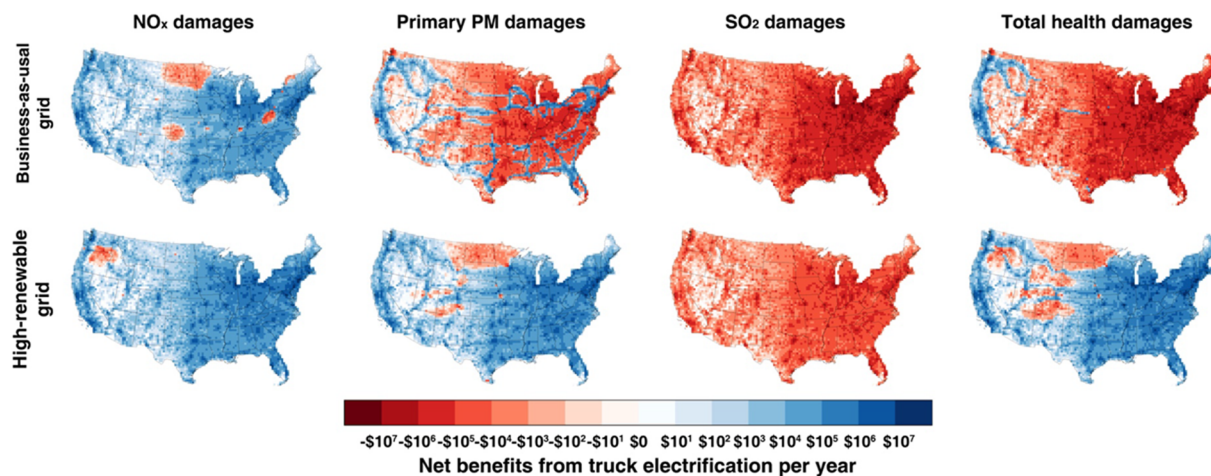 NOx damages Primary PM damages SO2 damages Total health damages
Business-as-usal
grid
High-renewable
grid
-$10⁷ -$10⁶ -$10⁵ -$10⁴ -$10³ -$10² -$10¹ $0 $10¹ $10² $10³ $10⁴ $10⁵ $10⁶ $10⁷
Net benefits from truck electrification per year